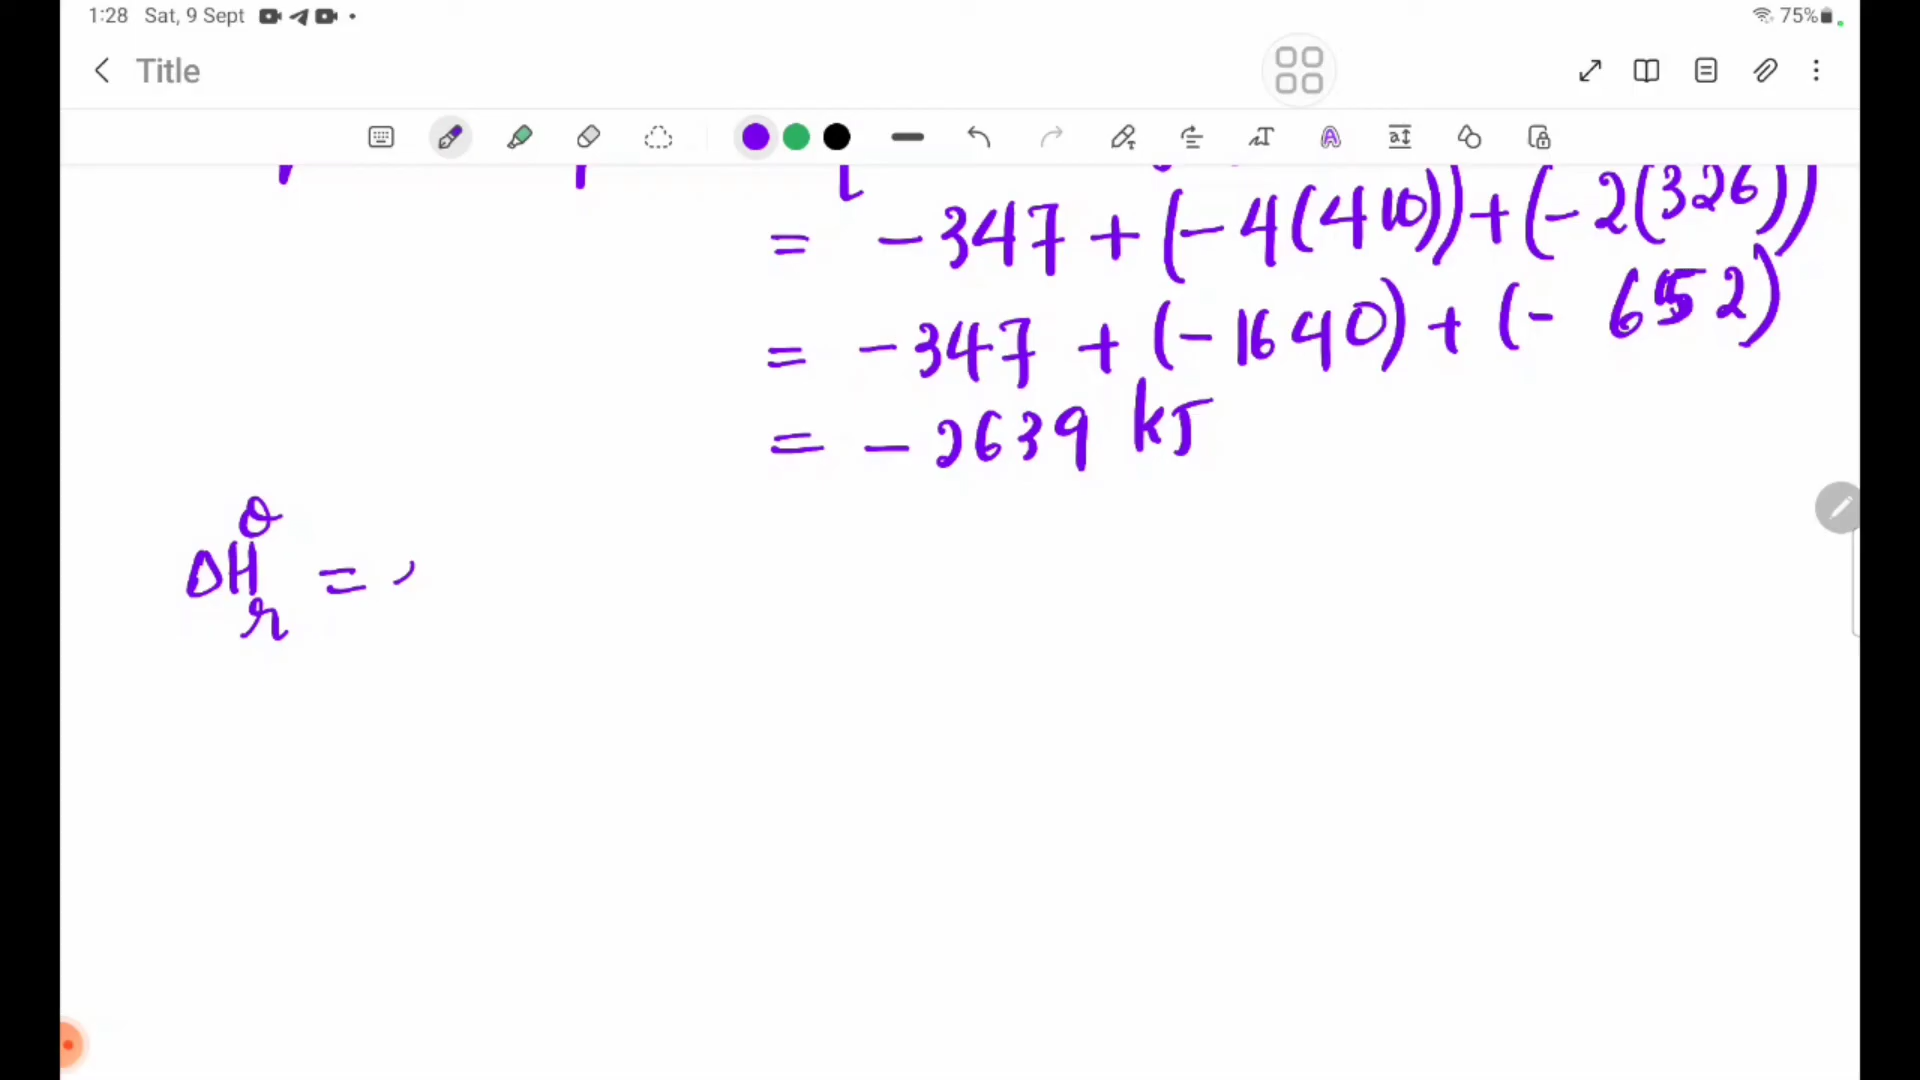 1:28 Sat, 9 Sept 75%
Title
= -347 + (-4(410)) + (-2(326))
= -347 + (-1640) + (- 652)
= -2639 kJ
ΔH°r =